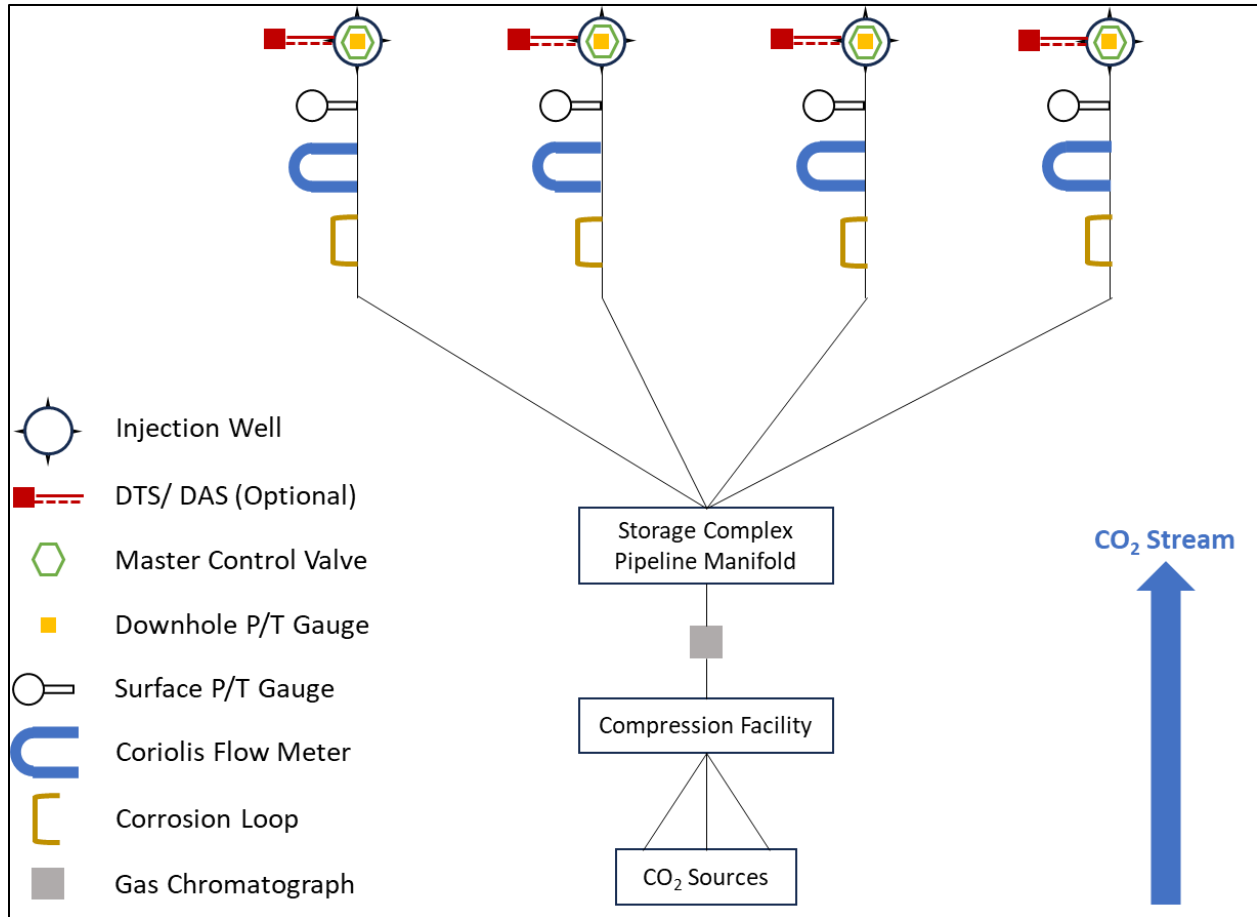 Injection Well
DTS/ DAS (Optional)
Master Control Valve
Downhole P/T Gauge
Surface P/T Gauge
Coriolis Flow Meter
Corrosion Loop
Gas Chromatograph
Storage Complex
Pipeline Manifold
Compression Facility
CO₂ Sources
CO₂ Stream